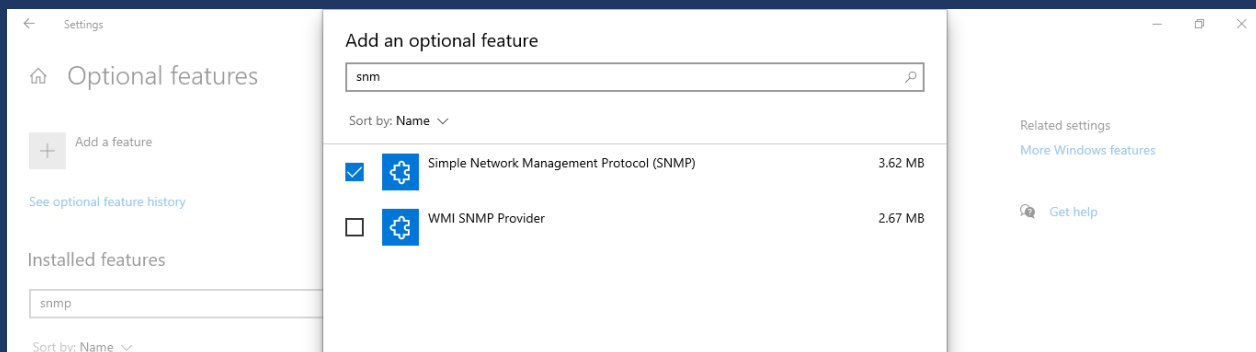 Settings
Optional features
Add a feature
See optional feature history
Installed features
snmp
Sort by: Name
Add an optional feature
snm
Sort by: Name
Simple Network Management Protocol (SNMP) 3.62 MB
WMI SNMP Provider 2.67 MB
Related settings
More Windows features
Get help